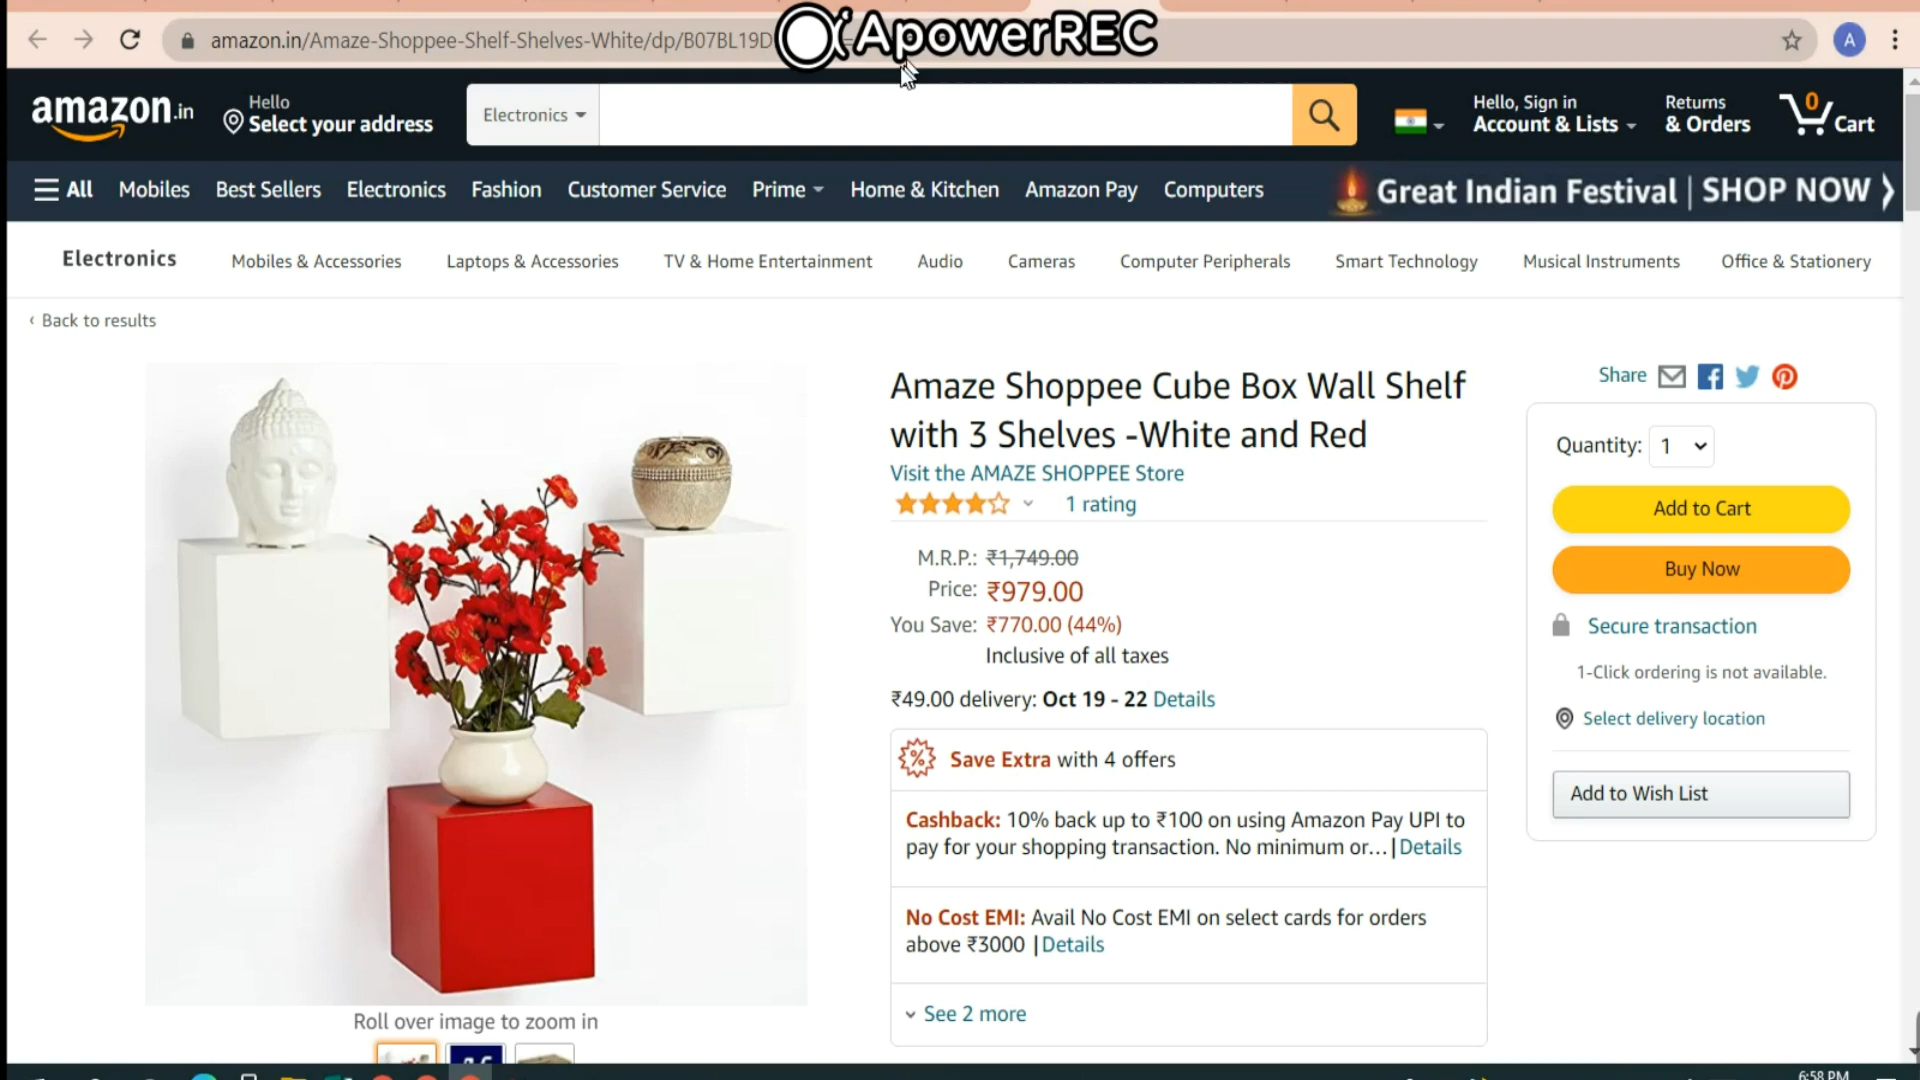 ApowerREC
amazon.in/Amaze-Shoppee-Shelf-Shelves-White/dp/B07BL19D
amazon.in
Hello
Select your address
Electronics
Hello, Sign in
Account & Lists
Returns
& Orders
0
Cart
A
All
Mobiles
Best Sellers
Electronics
Fashion
Customer Service
Prime
Home & Kitchen
Amazon Pay
Computers
Great Indian Festival | SHOP NOW
Electronics
Mobiles & Accessories
Laptops & Accessories
TV & Home Entertainment
Audio
Cameras
Computer Peripherals
Smart Technology
Musical Instruments
Office & Stationery
‹ Back to results
Amaze Shoppee Cube Box Wall Shelf
with 3 Shelves -White and Red
Visit the AMAZE SHOPPEE Store
1 rating
M.R.P.: ₹1,749.00
Price: ₹979.00
You Save: ₹770.00 (44%)
Inclusive of all taxes
₹49.00 delivery: Oct 19 - 22 Details
Save Extra with 4 offers
Cashback: 10% back up to ₹100 on using Amazon Pay UPI to
pay for your shopping transaction. No minimum or... | Details
No Cost EMI: Avail No Cost EMI on select cards for orders
above ₹3000 | Details
See 2 more
Share
Quantity: 1
Add to Cart
Buy Now
Secure transaction
1-Click ordering is not available.
Select delivery location
Add to Wish List
Roll over image to zoom in
6:58 PM